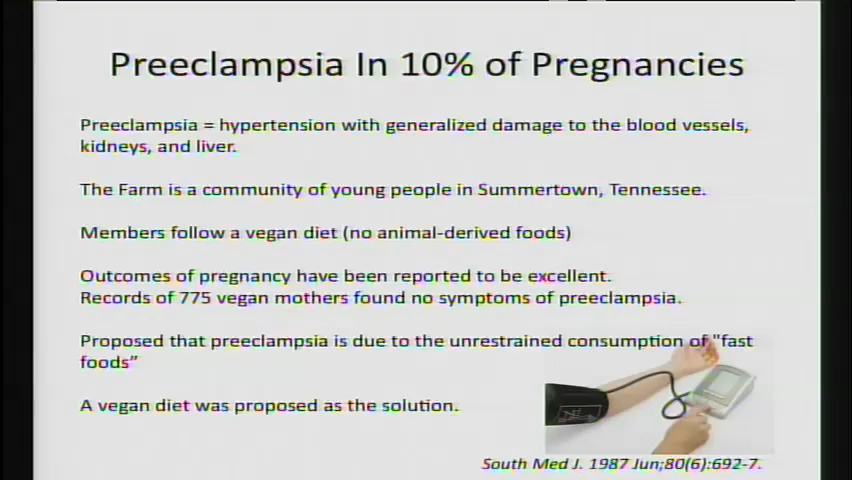 Preeclampsia In 10% of Pregnancies
Preeclampsia = hypertension with generalized damage to the blood vessels,
kidneys, and liver.
The Farm is a community of young people in Summertown, Tennessee.
Members follow a vegan diet (no animal-derived foods)
Outcomes of pregnancy have been reported to be excellent.
Records of 775 vegan mothers found no symptoms of preeclampsia.
Proposed that preeclampsia is due to the unrestrained consumption of "fast
foods”
A vegan diet was proposed as the solution.
South Med J. 1987 Jun;80(6):692-7.